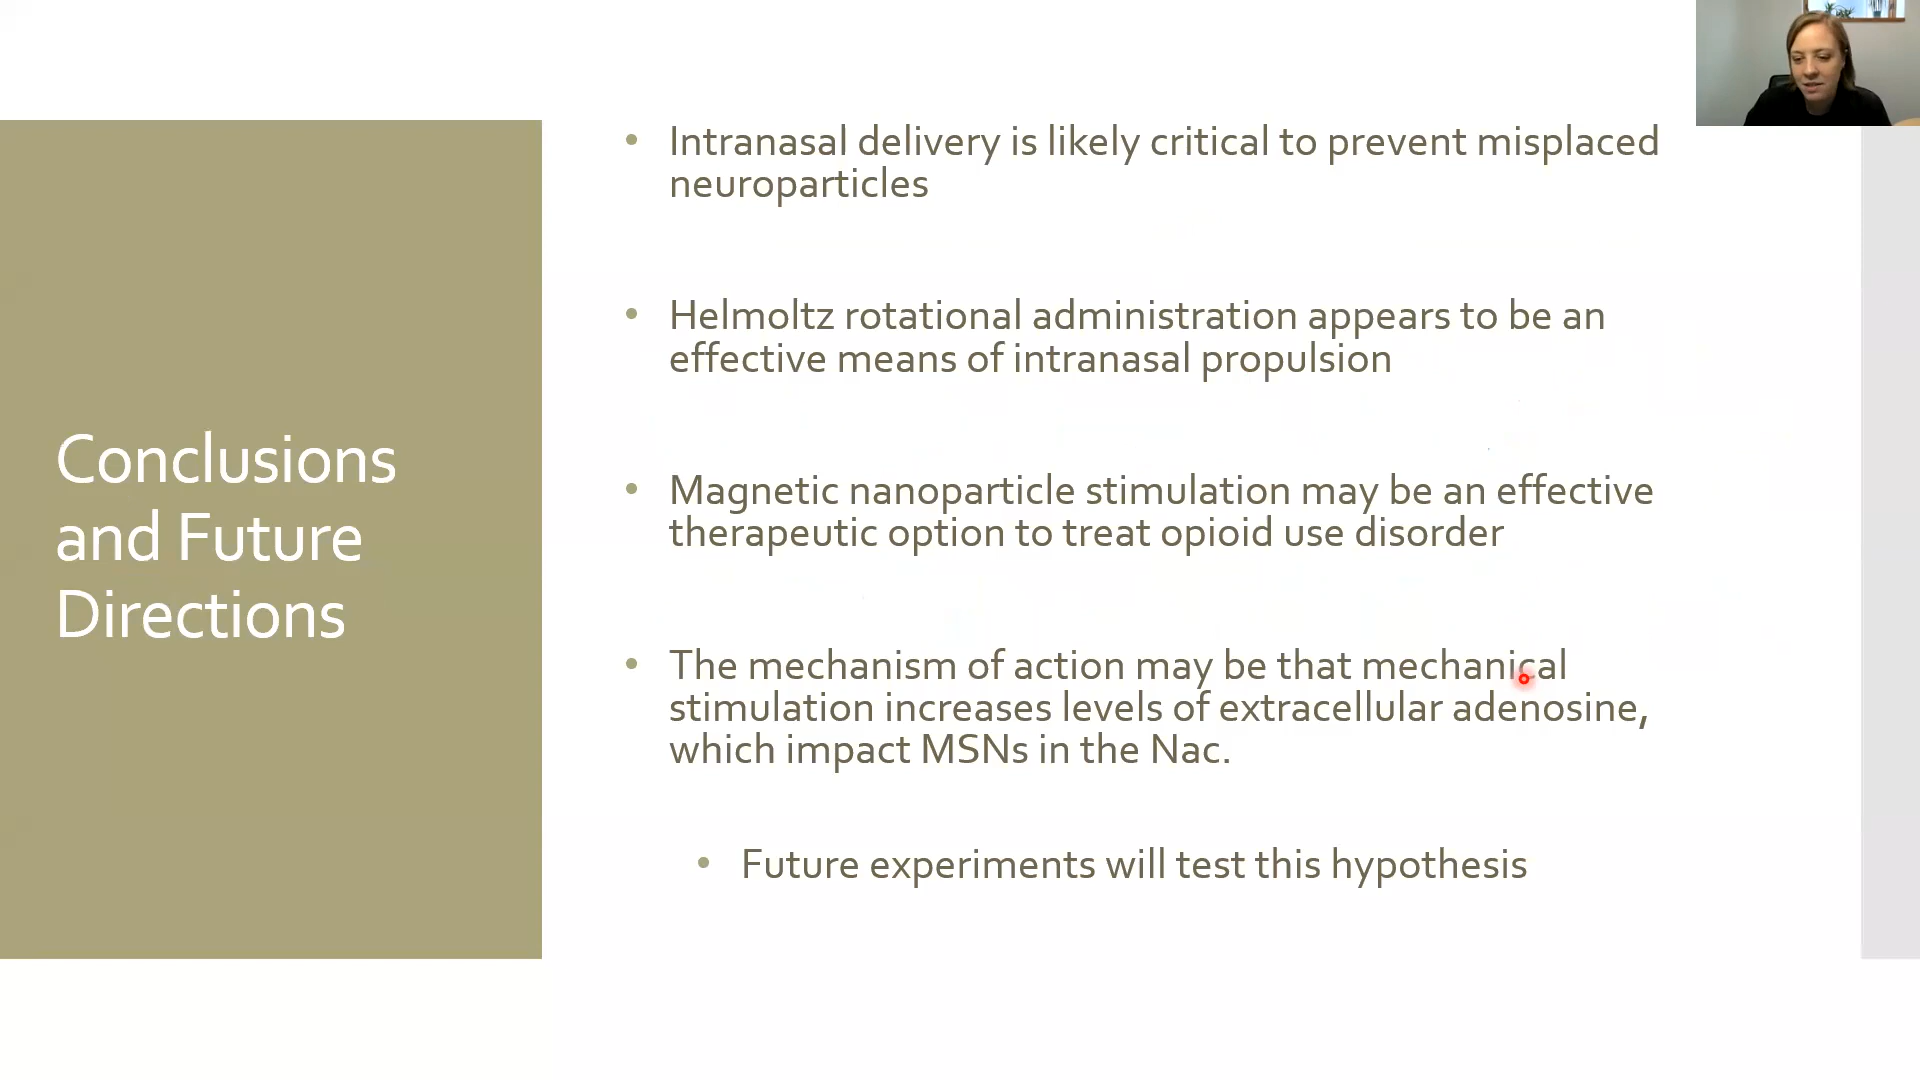 Conclusions
and Future
Directions
• Intranasal delivery is likely critical to prevent misplaced
neuroparticles
• Helmoltz rotational administration appears to be an
effective means of intranasal propulsion
• Magnetic nanoparticle stimulation may be an effective
therapeutic option to treat opioid use disorder
• The mechanism of action may be that mechanical
stimulation increases levels of extracellular adenosine,
which impact MSNs in the Nac.
• Future experiments will test this hypothesis